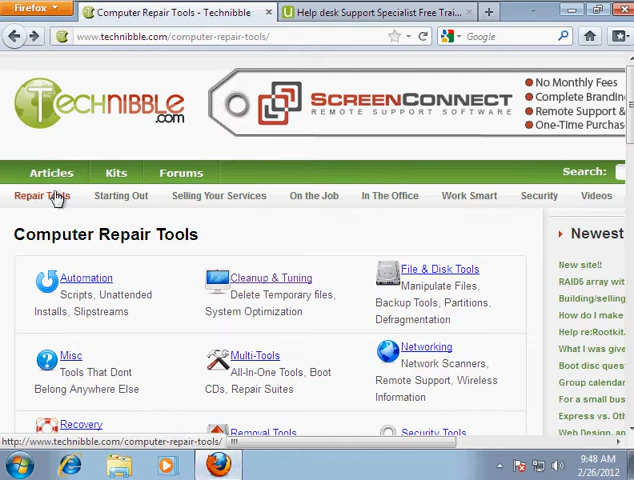 Firefox
Computer Repair Tools - Technibble
Help desk Support Specialist Free Trai...
www.technibble.com/computer-repair-tools/
Google
TECHNIBBLE
.com
SCREENCONNECT
REMOTE SUPPORT SOFTWARE
No Monthly Fees
Complete Brandin
Remote Support &
One-Time Purchas
Articles
Kits
Forums
Search:
Repair Tools
Starting Out
Selling Your Services
On the Job
In The Office
Work Smart
Security
Videos
Computer Repair Tools
Automation
Scripts, Unattended
Installs, Slipstreams
Cleanup & Tuning
Delete Temporary files,
System Optimization
File & Disk Tools
Manipulate Files,
Backup Tools, Partitions,
Defragmentation
Misc
Tools That Dont
Belong Anywhere Else
Multi-Tools
All-In-One Tools, Boot
CDs, Repair Suites
Networking
Network Scanners,
Remote Support, Wireless
Information
Recovery
Removal Tools
Security Tools
Newest
New site!!
RAID5 array wit
Building/selling
How do I make
Help re:Rootkit.
What I was give
Boot disc quest
Group calendar
For a small bus
Express vs. Oth
Web Design, an
http://www.technibble.com/computer-repair-tools/
9:48 AM
2/26/2012